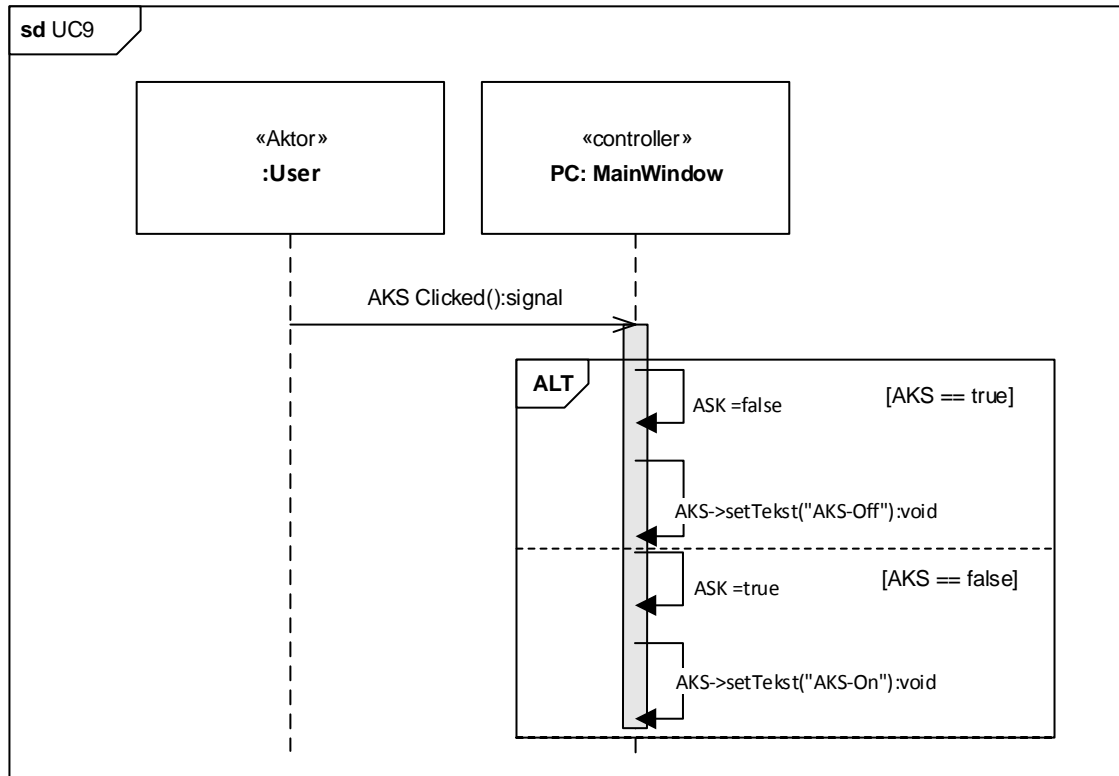 sd UC9
«Aktor»
:User
«controller»
PC: MainWindow
AKS Clicked():signal
ALT
[AKS == true]
ASK =false
AKS->setTekst("AKS-Off"):void
[AKS == false]
ASK =true
AKS->setTekst("AKS-On"):void